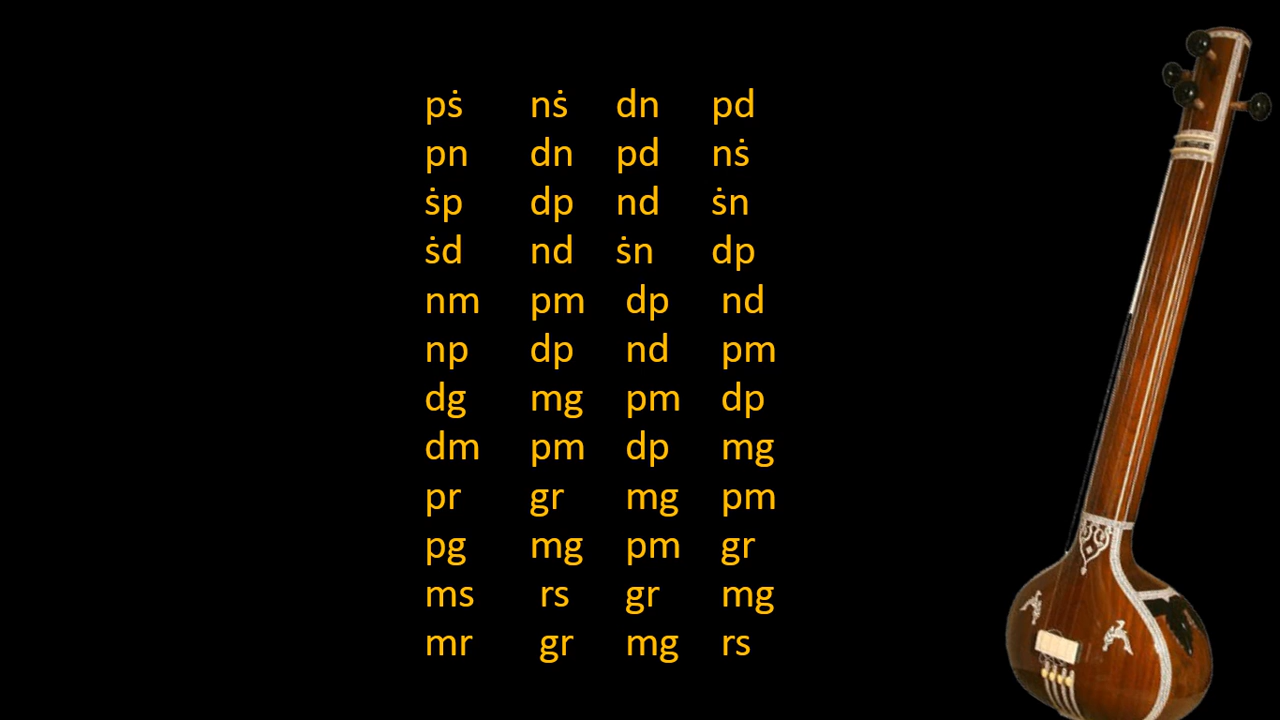 pṡ nṡ dn pd
pn dn pd nṡ
ṡp dp nd ṡn
ṡd nd ṡn dp
nm pm dp nd
np dp nd pm
dg mg pm dp
dm pm dp mg
pr gr mg pm
pg mg pm gr
ms rs gr mg
mr gr mg rs